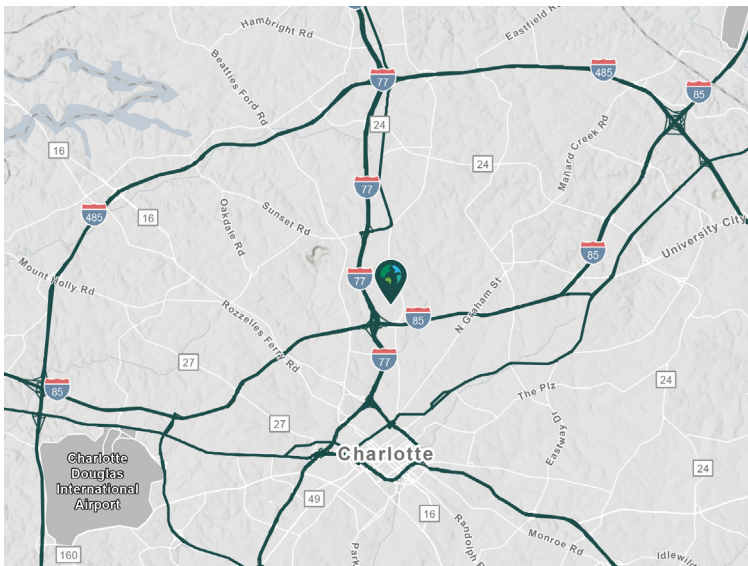 Hambright Rd
Eastfield Rd
77
485
Beatties Ford Rd
85
24
Mallard Creek Rd
16
24
77
16
485
Oakdale Rd
Sunset Rd
University City
85
Mount Holly Rd
77
N Graham St
85
Rozzelles Ferry Rd
77
27
85
24
The Plz
27
Eastway Dr
Charlotte
Charlotte
Douglas
International
Airport
24
49
16
Randolph R
Monroe Rd
160
Park
Idlewild